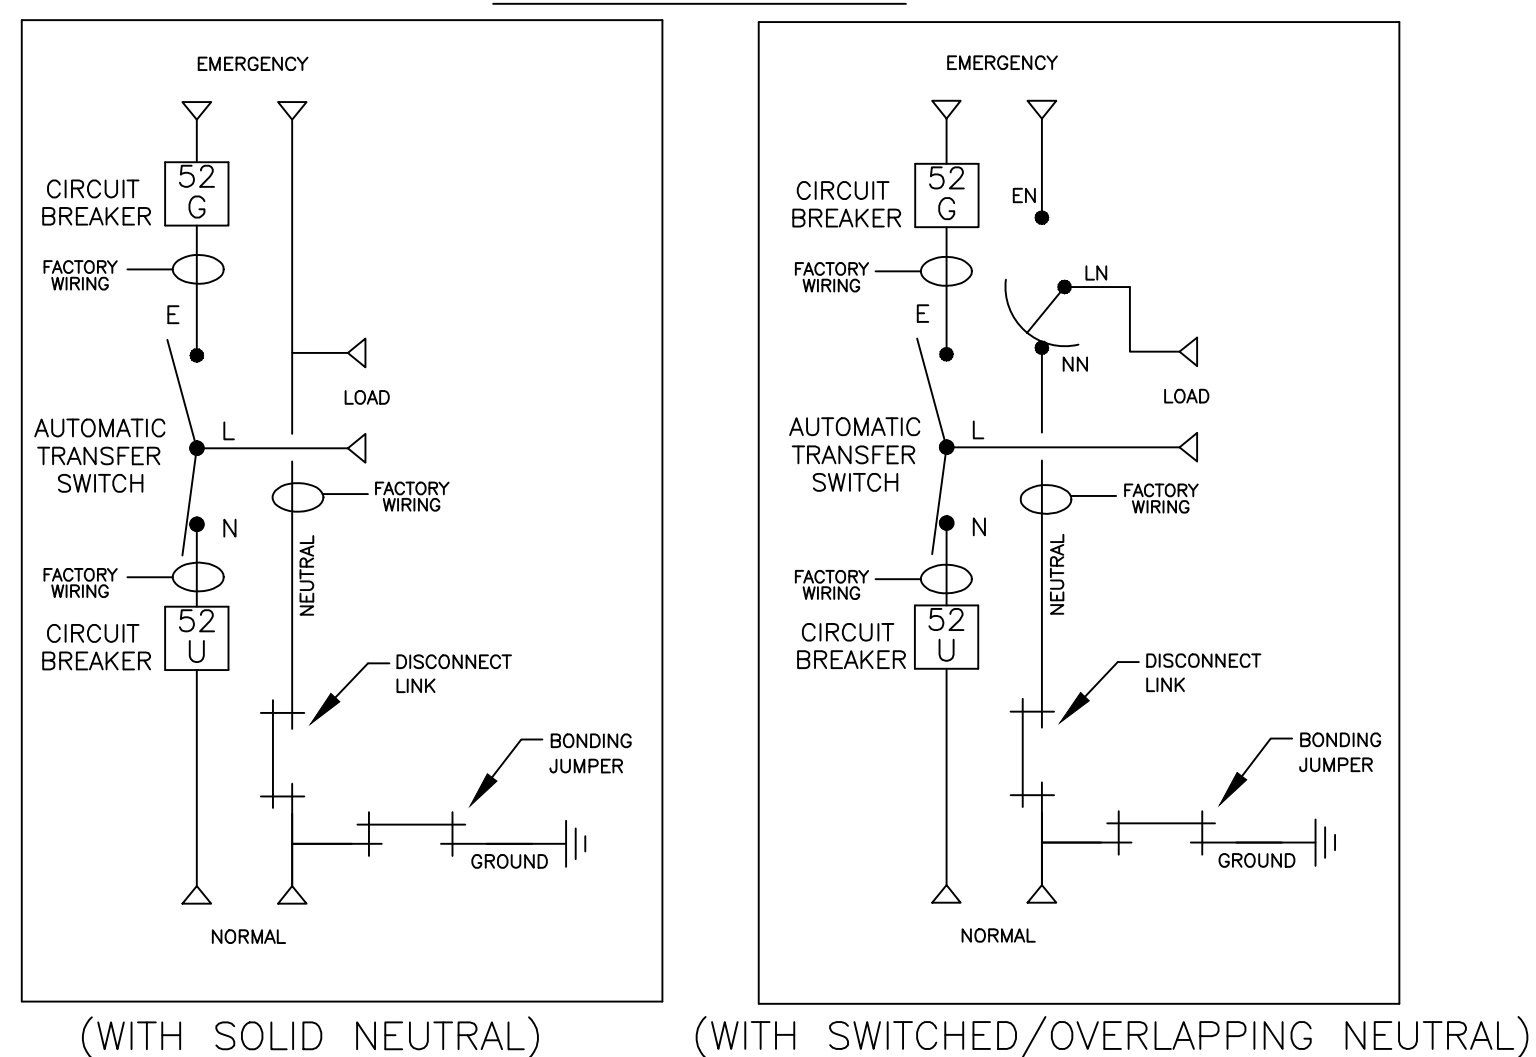 EMERGENCY
52
G
CIRCUIT
BREAKER
FACTORY
WIRING
E
LOAD
AUTOMATIC
TRANSFER
SWITCH
L
FACTORY
WIRING
N
NEUTRAL
FACTORY
WIRING
52
U
CIRCUIT
BREAKER
DISCONNECT
LINK
BONDING
JUMPER
GROUND
NORMAL
(WITH SOLID NEUTRAL)
EMERGENCY
52
G
CIRCUIT
BREAKER
EN
FACTORY
WIRING
LN
E
NN
LOAD
AUTOMATIC
TRANSFER
SWITCH
L
FACTORY
WIRING
N
NEUTRAL
FACTORY
WIRING
52
U
CIRCUIT
BREAKER
DISCONNECT
LINK
BONDING
JUMPER
GROUND
NORMAL
(WITH SWITCHED/OVERLAPPING NEUTRAL)